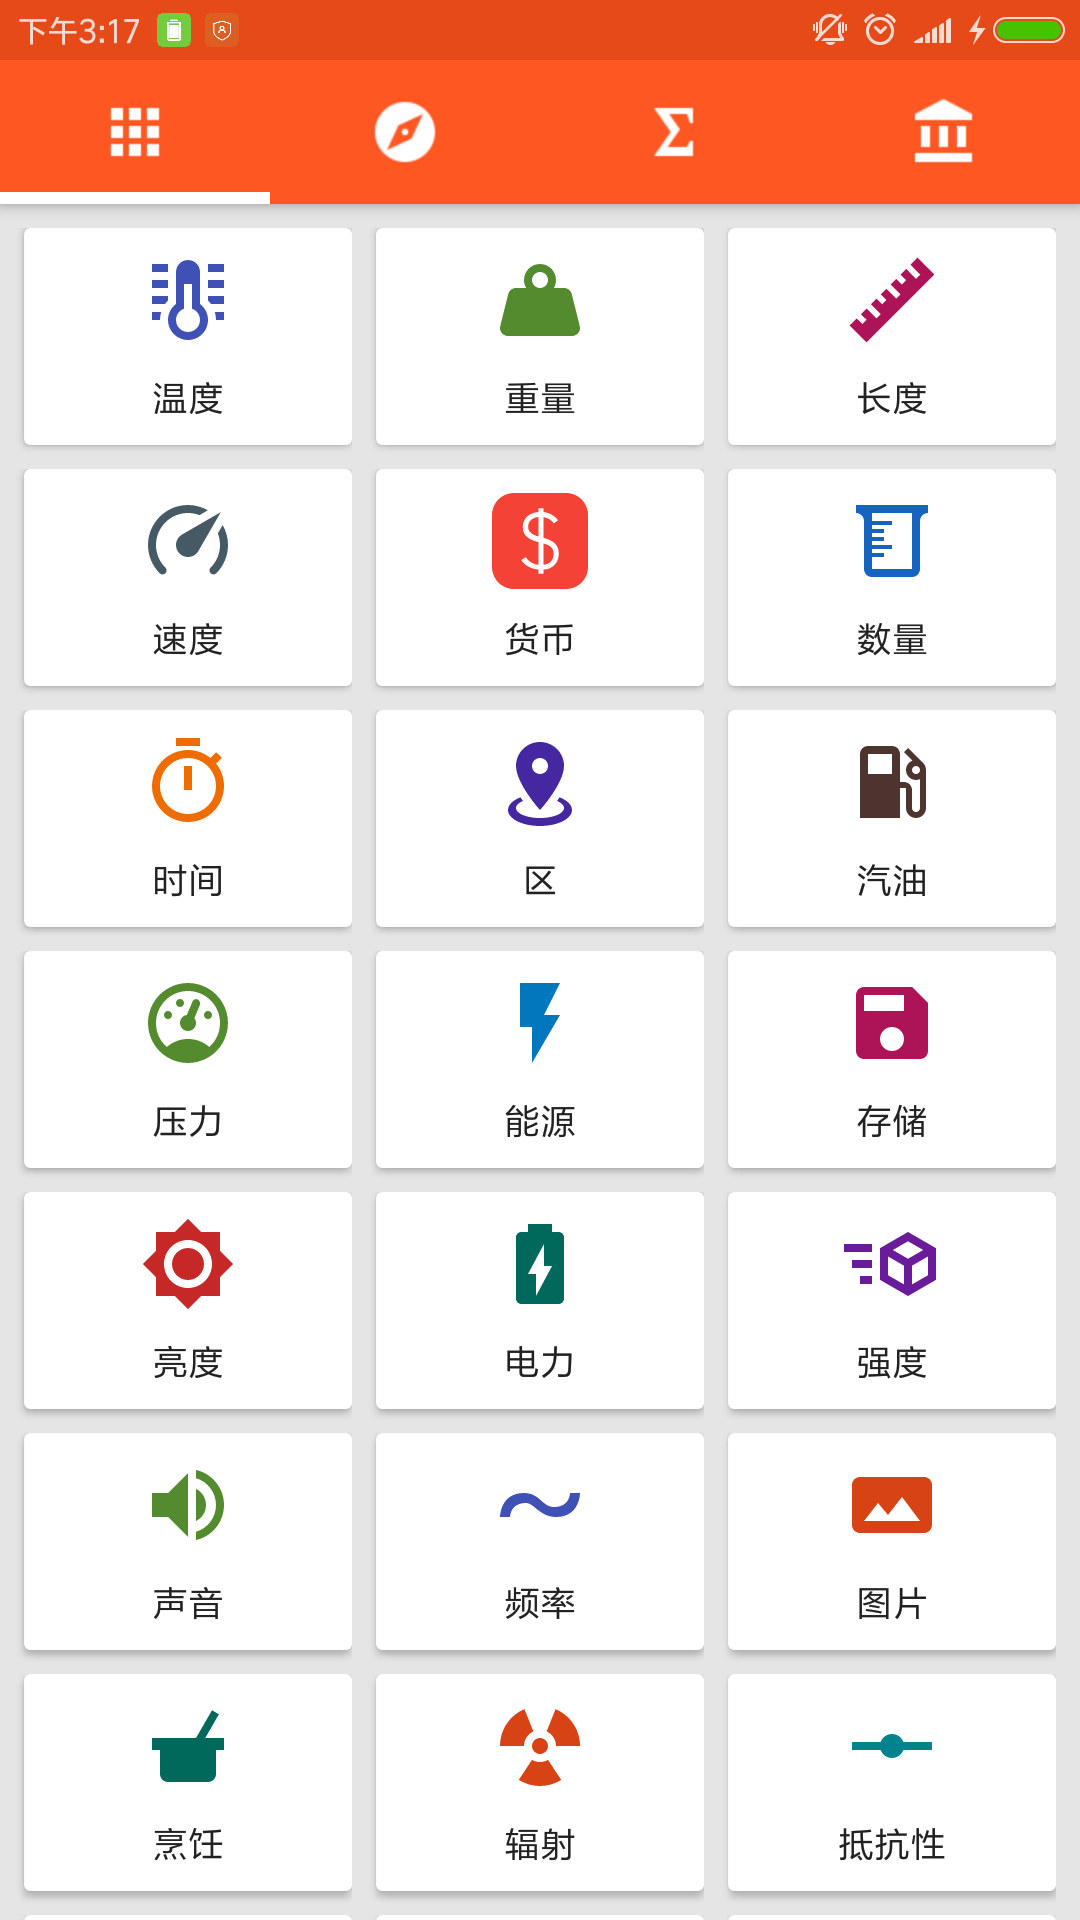 下午3:17
温度
重量
长度
速度
货币
数量
时间
区
汽油
压力
能源
存储
亮度
电力
强度
声音
频率
图片
烹饪
辐射
抵抗性